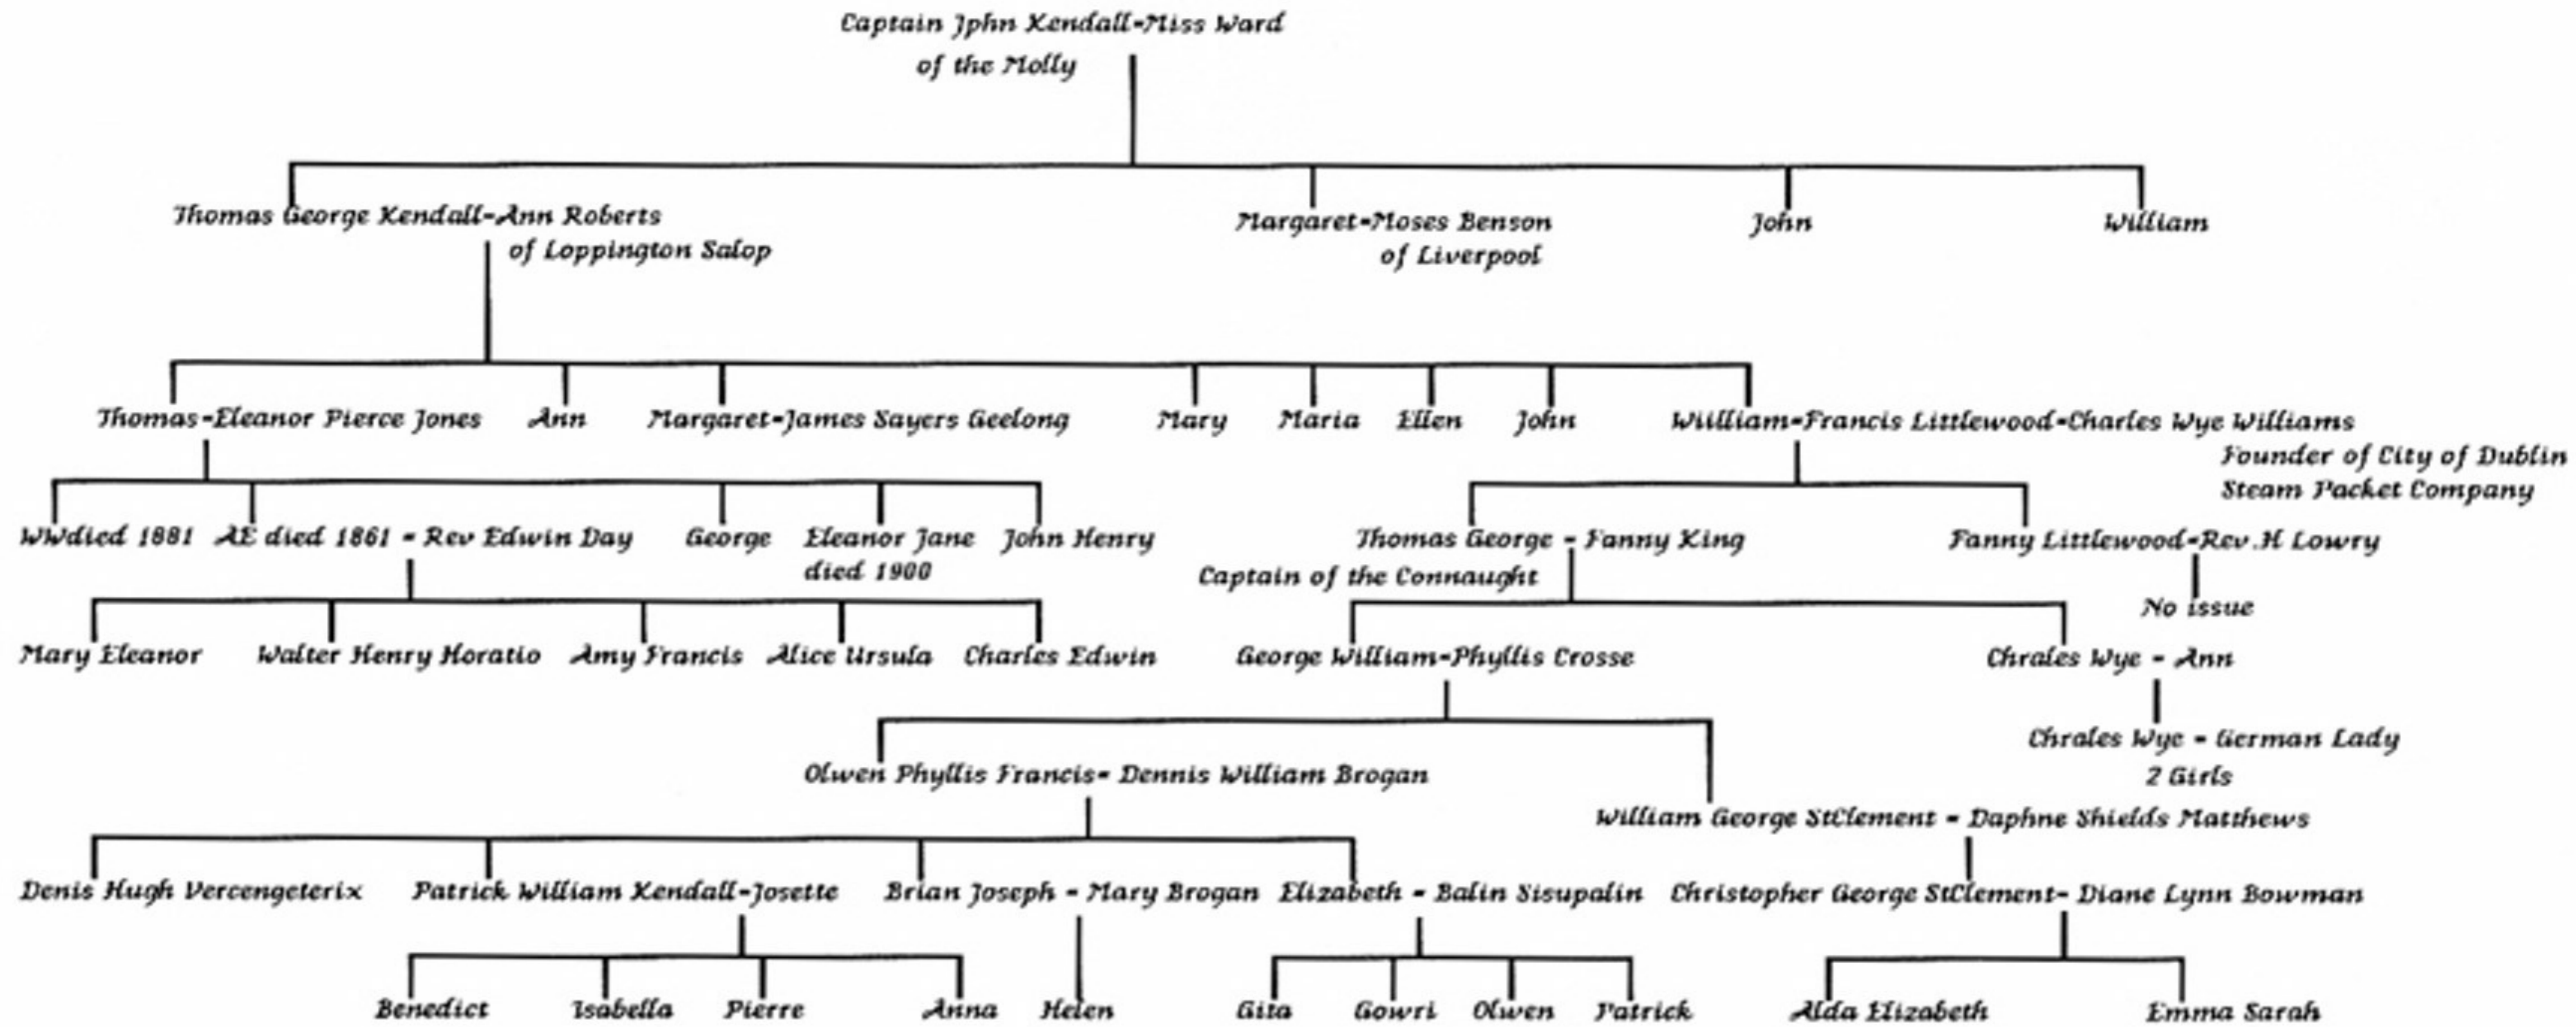 Captain Jphn Kendall=Miss Ward
of the Molly
Thomas George Kendall=Ann Roberts
of Loppington Salop
Margaret=Moses Benson
of Liverpool
John
William
Thomas=Eleanor Pierce Jones
Ann
Margaret=James Sayers Geelong
Mary
Maria
Ellen
John
Wiilliam=Francis Littlewood=Charles Wye Williams
Founder of City of Dublin
Steam Packet Company
WWdied 1881
AE died 1861 = Rev Edwin Day
George
Eleanor Jane
died 1900
John Henry
Thomas George = Fanny King
Captain of the Connaught
Fanny Littlewood=Rev.H Lowry
No issue
Mary Eleanor
Walter Henry Horatio
Amy Francis
Alice Ursula
Charles Edwin
George William=Phyllis Crosse
Chrales Wye = Ann
Chrales Wye = German Lady
2 Girls
Olwen Phyllis Francis= Dennis William Brogan
William George StClement = Daphne Shields Matthews
Denis Hugh Vercengeterix
Patrick William Kendall=Josette
Brian Joseph = Mary Brogan
Elizabeth = Balin Sisupalin
Christopher George StClement= Diane Lynn Bowman
Benedict
Isabella
Pierre
Anna
Helen
Gita
Gowri
Olwen
Patrick
Alda Elizabeth
Emma Sarah